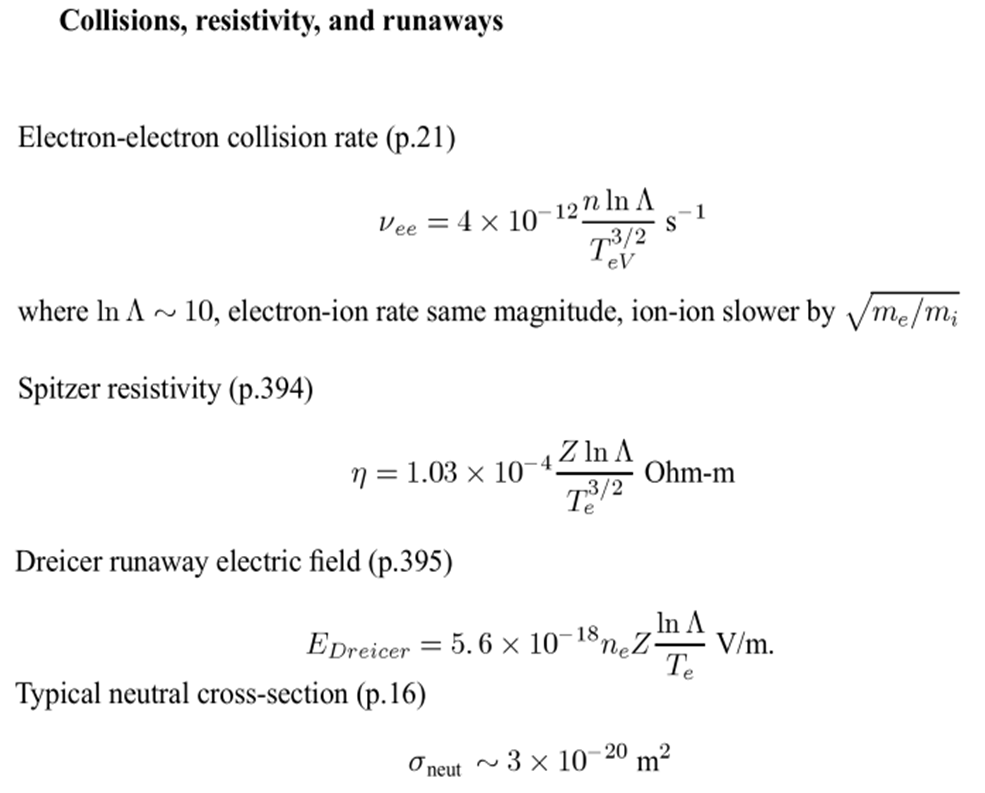 Collisions, resistivity, and runaways
Electron-electron collision rate (p.21)
$\nu_{ee} = 4 \times 10^{-12} \frac{n \ln \Lambda}{T_{eV}^{3/2}} \text{ s}^{-1}$
where ln Λ ∼ 10, electron-ion rate same magnitude, ion-ion slower by $\sqrt{m_e/m_i}$
Spitzer resistivity (p.394)
$\eta = 1.03 \times 10^{-4} \frac{Z \ln \Lambda}{T_e^{3/2}} \text{ Ohm-m}$
Dreicer runaway electric field (p.395)
$E_{Dreicer} = 5.6 \times 10^{-18} n_e Z \frac{\ln \Lambda}{T_e} \text{ V/m.}$
Typical neutral cross-section (p.16)
$\sigma_{\text{neut}} \sim 3 \times 10^{-20} \text{ m}^2$